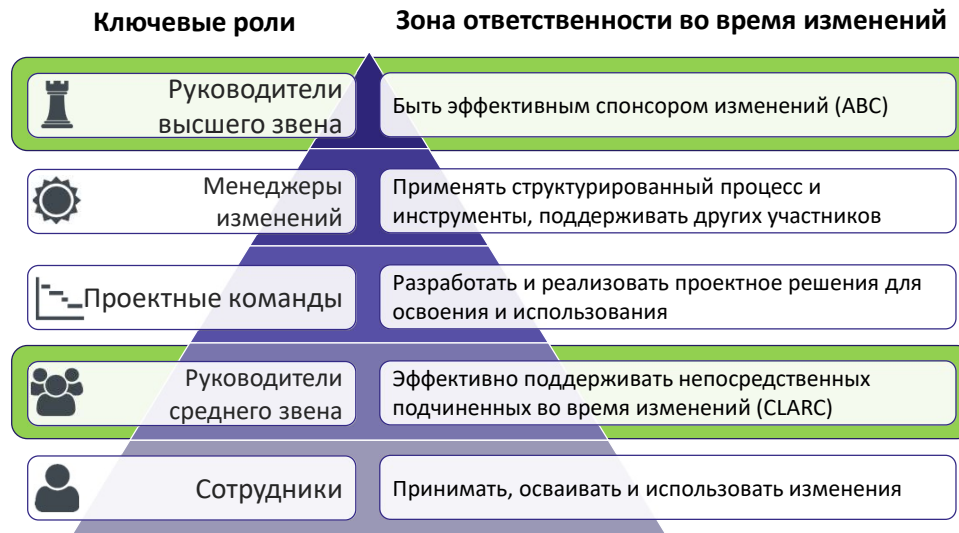 Ключевые роли
Зона ответственности во время изменений
Руководители
высшего звена
Быть эффективным спонсором изменений (ABC)
Менеджеры
изменений
Применять структурированный процесс и
инструменты, поддерживать других участников
Проектные команды
Разработать и реализовать проектное решения для
освоения и использования
Руководители
среднего звена
Эффективно поддерживать непосредственных
подчиненных во время изменений (CLARC)
Сотрудники
Принимать, осваивать и использовать изменения